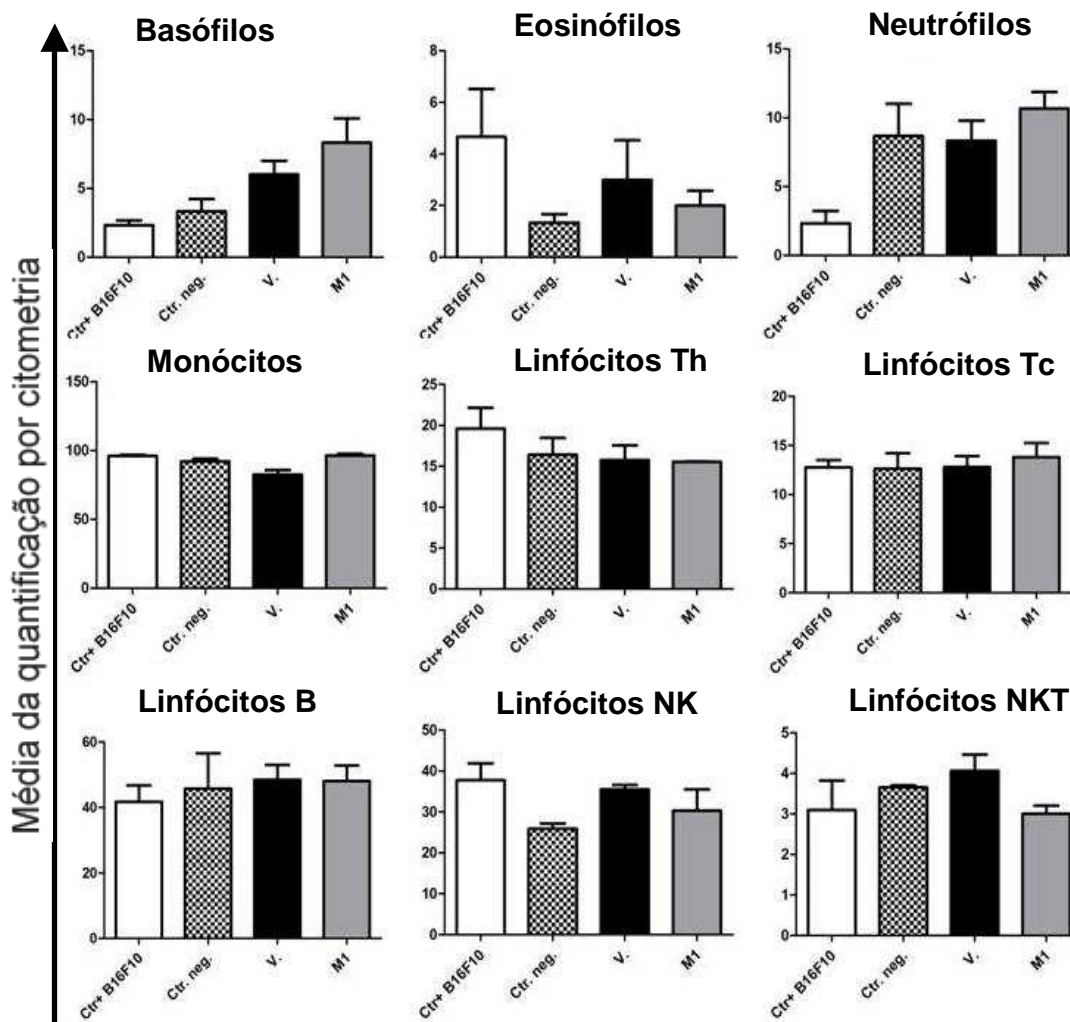 Média da quantificação por citometria
Basófilos
15
10
5
0
Ctr+ B16F10
Ctr. neg.
V.
M1
Eosinófilos
8
6
4
2
0
Ctr+ B16F10
Ctr. neg.
V.
M1
Neutrófilos
15
10
5
0
Ctr+ B16F10
Ctr. neg.
V.
M1
Monócitos
150
100
50
0
Ctr+ B16F10
Ctr. neg.
V.
M1
Linfócitos Th
25
20
15
10
5
0
Ctr+ B16F10
Ctr. neg.
V.
M1
Linfócitos Tc
20
15
10
5
0
Ctr+ B16F10
Ctr. neg.
V.
M1
Linfócitos B
60
40
20
0
Ctr+ B16F10
Ctr. neg.
V.
M1
Linfócitos NK
50
40
30
20
10
0
Ctr+ B16F10
Ctr. neg.
V.
M1
Linfócitos NKT
5
4
3
2
1
0
Ctr+ B16F10
Ctr. neg.
V.
M1